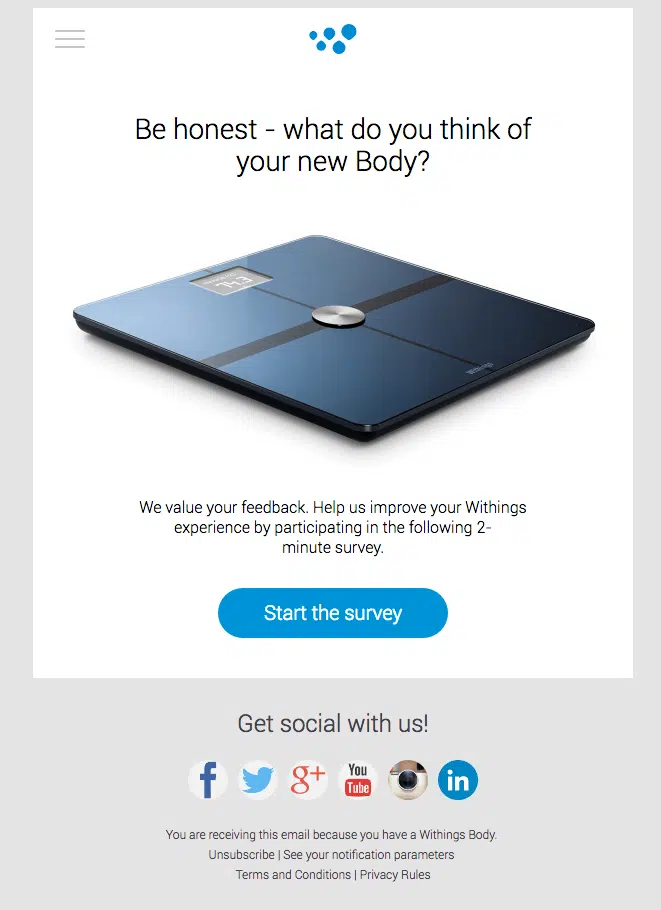 Be honest - what do you think of
your new Body?
Withings
We value your feedback. Help us improve your Withings
experience by participating in the following 2-
minute survey.
Start the survey
Get social with us!
f
g+
You
Tube
in
You are receiving this email because you have a Withings Body.
Unsubscribe | See your notification parameters
Terms and Conditions | Privacy Rules